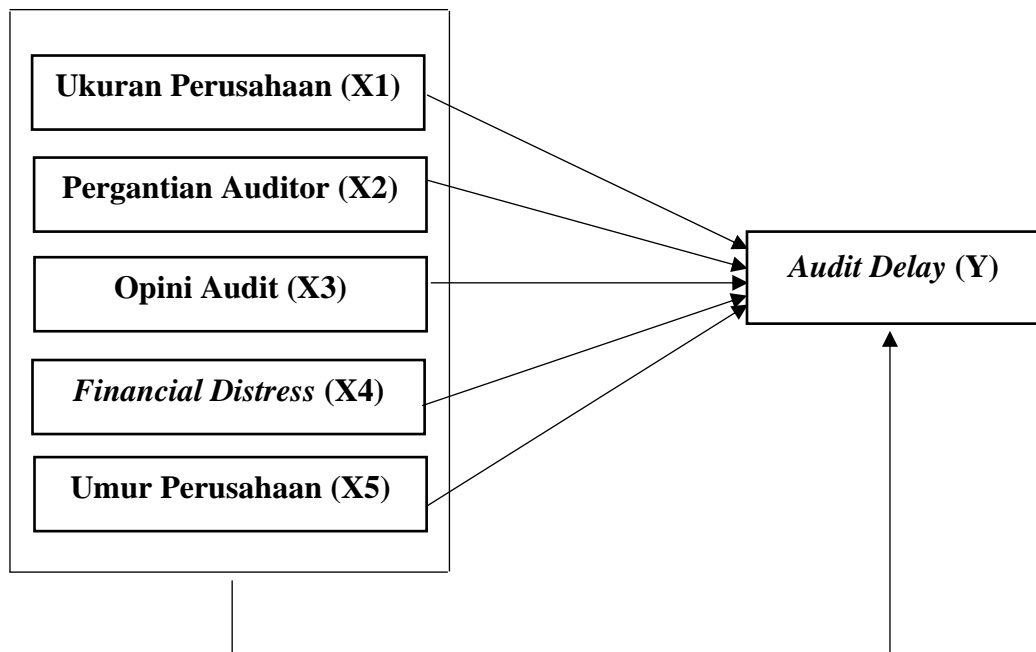 Ukuran Perusahaan (X1)
Pergantian Auditor (X2)
Opini Audit (X3)
Financial Distress (X4)
Umur Perusahaan (X5)
Audit Delay (Y)